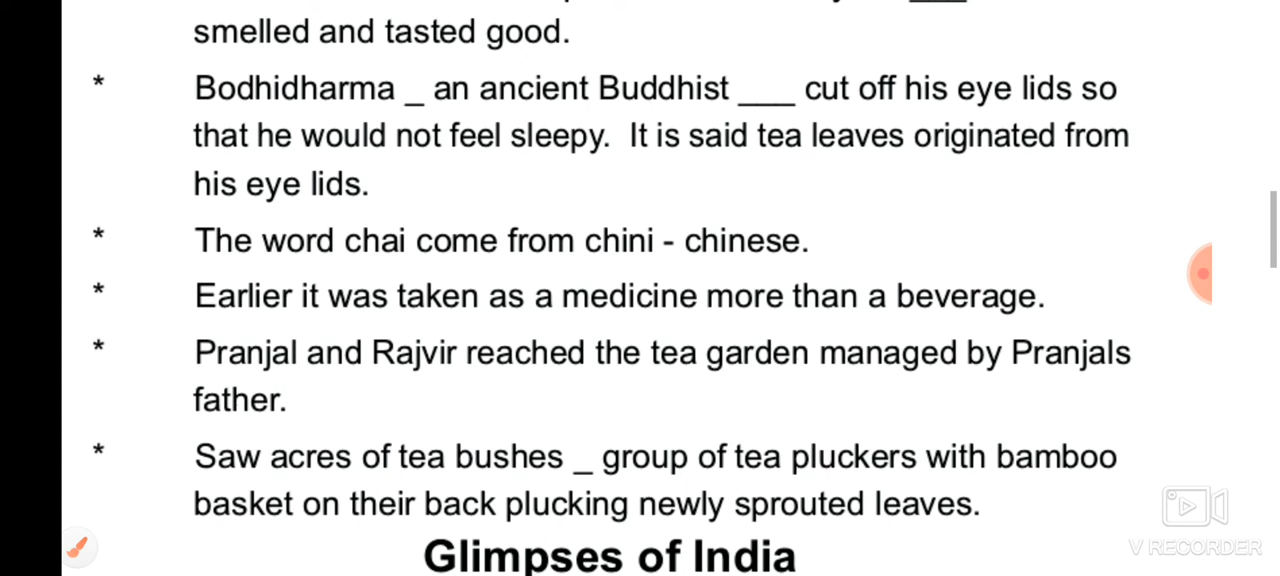 smelled and tasted good.
* Bodhidharma _ an ancient Buddhist ___ cut off his eye lids so
that he would not feel sleepy. It is said tea leaves originated from
his eye lids.
* The word chai come from chini - chinese.
* Earlier it was taken as a medicine more than a beverage.
* Pranjal and Rajvir reached the tea garden managed by Pranjals
father.
* Saw acres of tea bushes _ group of tea pluckers with bamboo
basket on their back plucking newly sprouted leaves.
Glimpses of India
V RECORDER